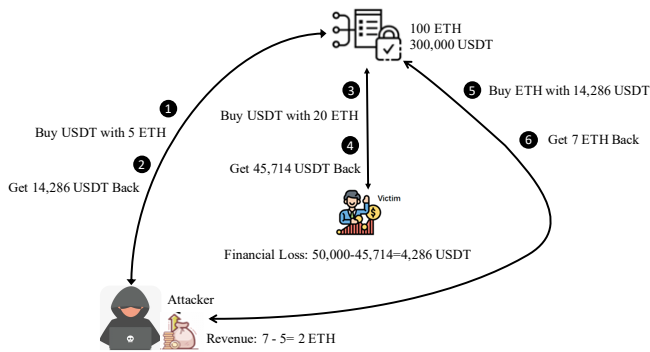 100 ETH
300,000 USDT
1
Buy USDT with 5 ETH
2
Get 14,286 USDT Back
3
Buy USDT with 20 ETH
4
Get 45,714 USDT Back
5
Buy ETH with 14,286 USDT
6
Get 7 ETH Back
Victim
$
Financial Loss: 50,000-45,714=4,286 USDT
Attacker
Revenue: 7 - 5= 2 ETH